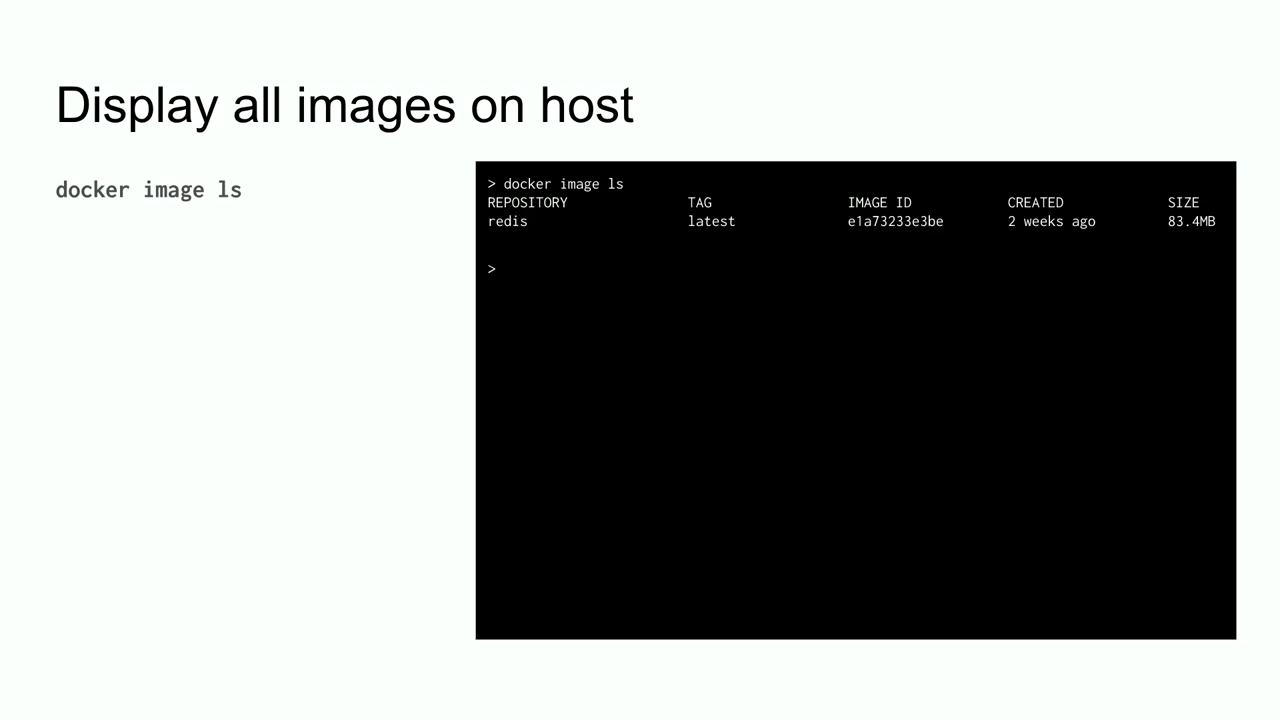 Display all images on host
docker image ls
> docker image ls
REPOSITORY TAG IMAGE ID CREATED SIZE
redis latest e1a73233e3be 2 weeks ago 83.4MB
>